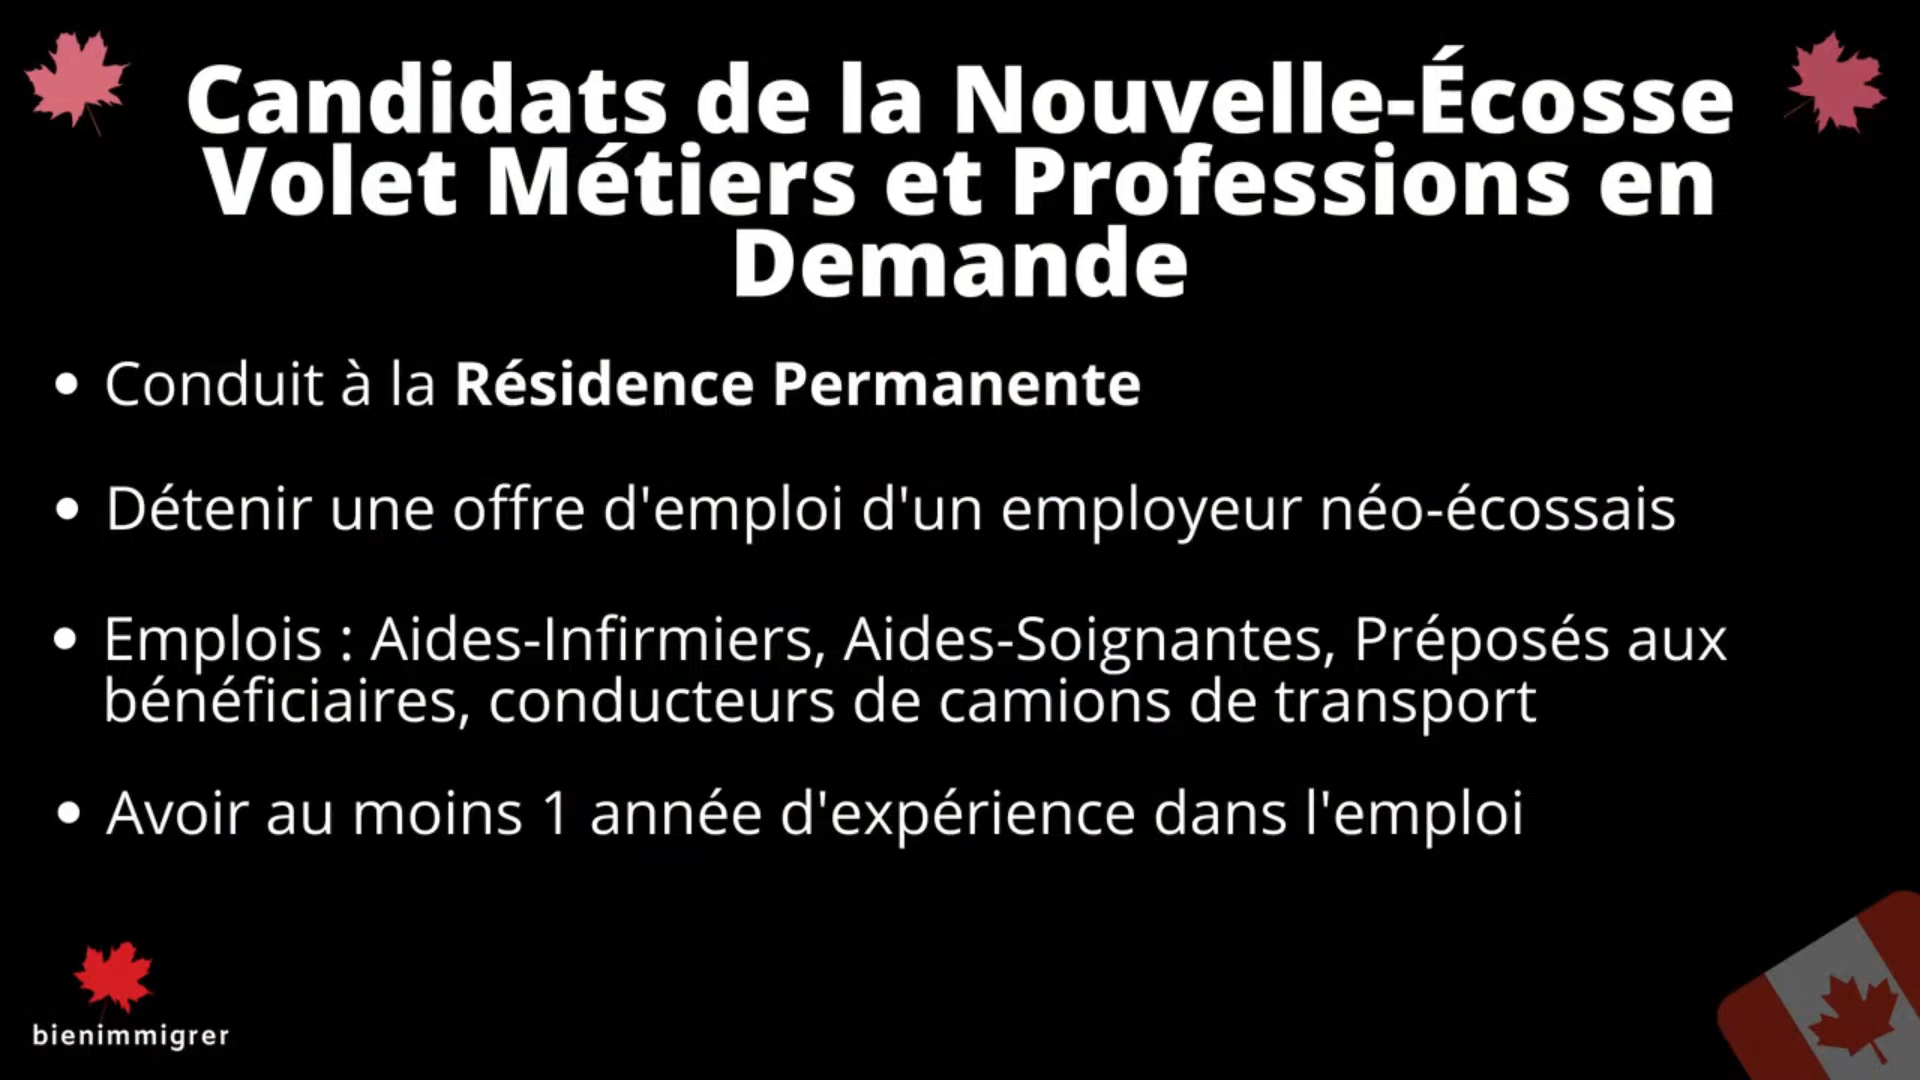 Candidats de la Nouvelle-Écosse
Volet Métiers et Professions en
Demande
• Conduit à la Résidence Permanente
• Détenir une offre d'emploi d'un employeur néo-écossais
• Emplois : Aides-Infirmiers, Aides-Soignantes, Préposés aux
bénéficiaires, conducteurs de camions de transport
• Avoir au moins 1 année d'expérience dans l'emploi
bienimmigrer